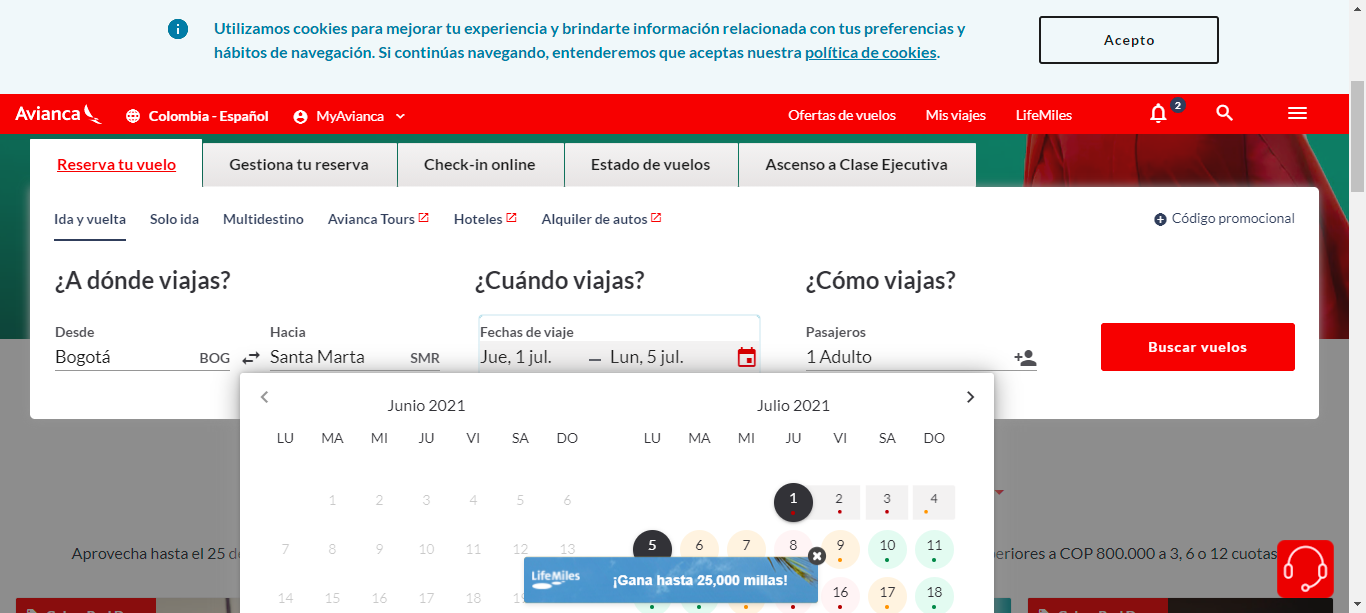 Utilizamos cookies para mejorar tu experiencia y brindarte información relacionada con tus preferencias y
hábitos de navegación. Si continúas navegando, entenderemos que aceptas nuestra política de cookies.
Acepto
Avianca
Colombia - Español
MyAvianca
Ofertas de vuelos
Mis viajes
LifeMiles
2
Reserva tu vuelo
Gestiona tu reserva
Check-in online
Estado de vuelos
Ascenso a Clase Ejecutiva
Ida y vuelta
Solo ida
Multidestino
Avianca Tours
Hoteles
Alquiler de autos
Código promocional
¿A dónde viajas?
¿Cuándo viajas?
¿Cómo viajas?
Desde
Hacia
Fechas de viaje
Pasajeros
Bogotá BOG
Santa Marta SMR
Jue, 1 jul. — Lun, 5 jul.
1 Adulto
Buscar vuelos
Junio 2021
LU MA MI JU VI SA DO
1 2 3 4 5 6
7 8 9 10 11 12 13
14 15 16 17 18
Julio 2021
LU MA MI JU VI SA DO
1 2 3 4
5 6 7 8 9 10 11
16 17 18
Aprovecha hasta el 25 de
eriores a COP 800.000 a 3, 6 o 12 cuotas
LifeMiles
¡Gana hasta 25,000 millas!